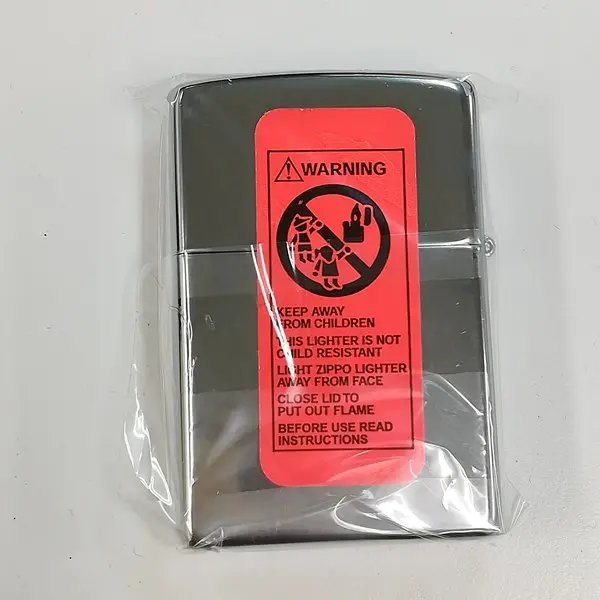 WARNING
KEEP AWAY
FROM CHILDREN
THIS LIGHTER IS NOT
CHILD RESISTANT
LIGHT ZIPPO LIGHTER
AWAY FROM FACE
CLOSE LID TO
PUT OUT FLAME
BEFORE USE READ
INSTRUCTIONS